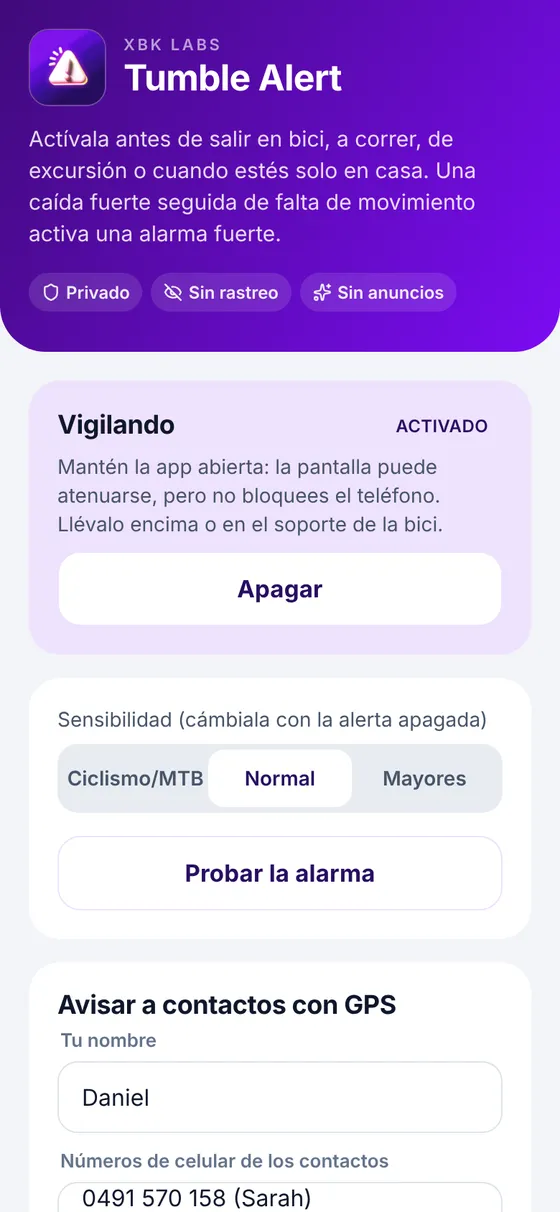 XBK LABS
Tumble Alert
Actívala antes de salir en bici, a correr, de
excursión o cuando estés solo en casa. Una
caída fuerte seguida de falta de movimiento
activa una alarma fuerte.
Privado
Sin rastreo
Sin anuncios
Vigilando
ACTIVADO
Mantén la app abierta: la pantalla puede
atenuarse, pero no bloquees el teléfono.
Llévalo encima o en el soporte de la bici.
Apagar
Sensibilidad (cámbiala con la alerta apagada)
Ciclismo/MTB
Normal
Mayores
Probar la alarma
Avisar a contactos con GPS
Tu nombre
Daniel
Números de celular de los contactos
0491 570 158 (Sarah)